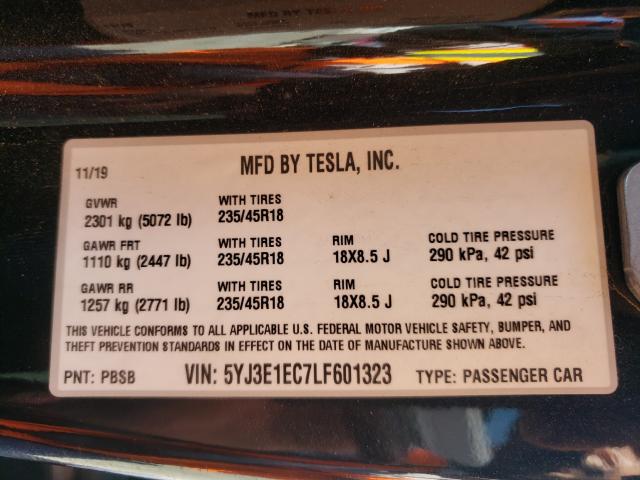 MFD BY TESLA, INC.
11/19
GVWR
2301 kg (5072 lb)
WITH TIRES
235/45R18
GAWR FRT
1110 kg (2447 lb)
WITH TIRES
235/45R18
RIM
18X8.5 J
COLD TIRE PRESSURE
290 kPa, 42 psi
GAWR RR
1257 kg (2771 lb)
WITH TIRES
235/45R18
RIM
18X8.5 J
COLD TIRE PRESSURE
290 kPa, 42 psi
THIS VEHICLE CONFORMS TO ALL APPLICABLE U.S. FEDERAL MOTOR VEHICLE SAFETY, BUMPER, AND
THEFT PREVENTION STANDARDS IN EFFECT ON THE DATE OF MANUFACTURE SHOWN ABOVE.
PNT: PBSB
VIN: 5YJ3E1EC7LF601323
TYPE: PASSENGER CAR